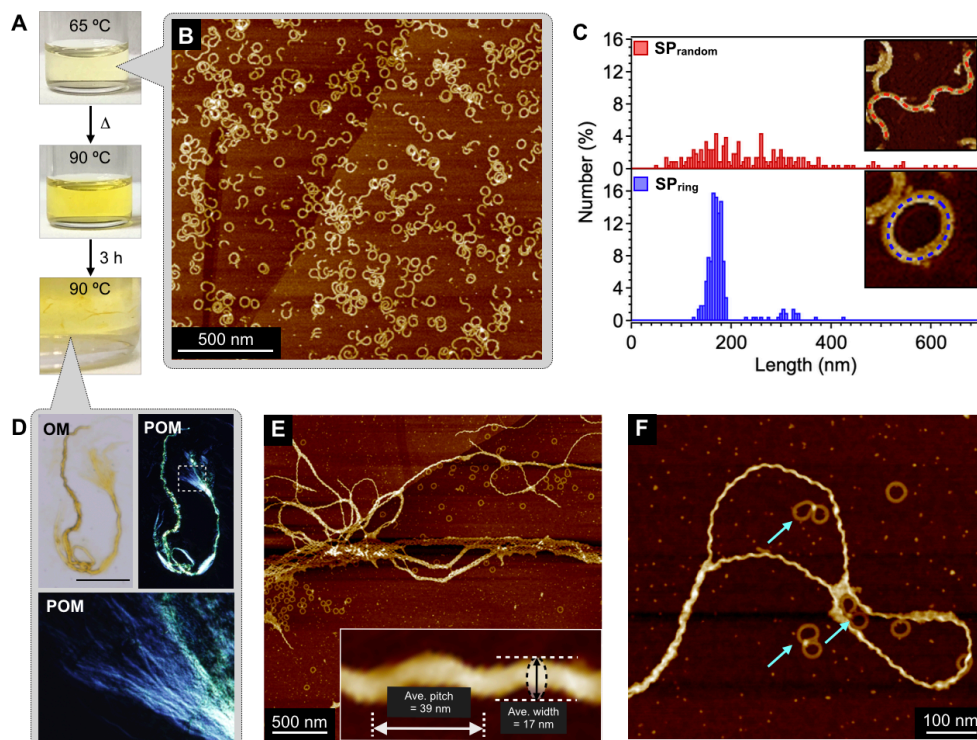 A
65 ºC
Δ
90 ºC
3 h
90 ºC
B
500 nm
C
Number (%)
16
12
8
4
0
SPrandom
16
12
8
4
0
SPring
0
200
400
600
Length (nm)
D
OM
POM
POM
E
500 nm
Ave. pitch
= 39 nm
Ave. width
= 17 nm
F
100 nm